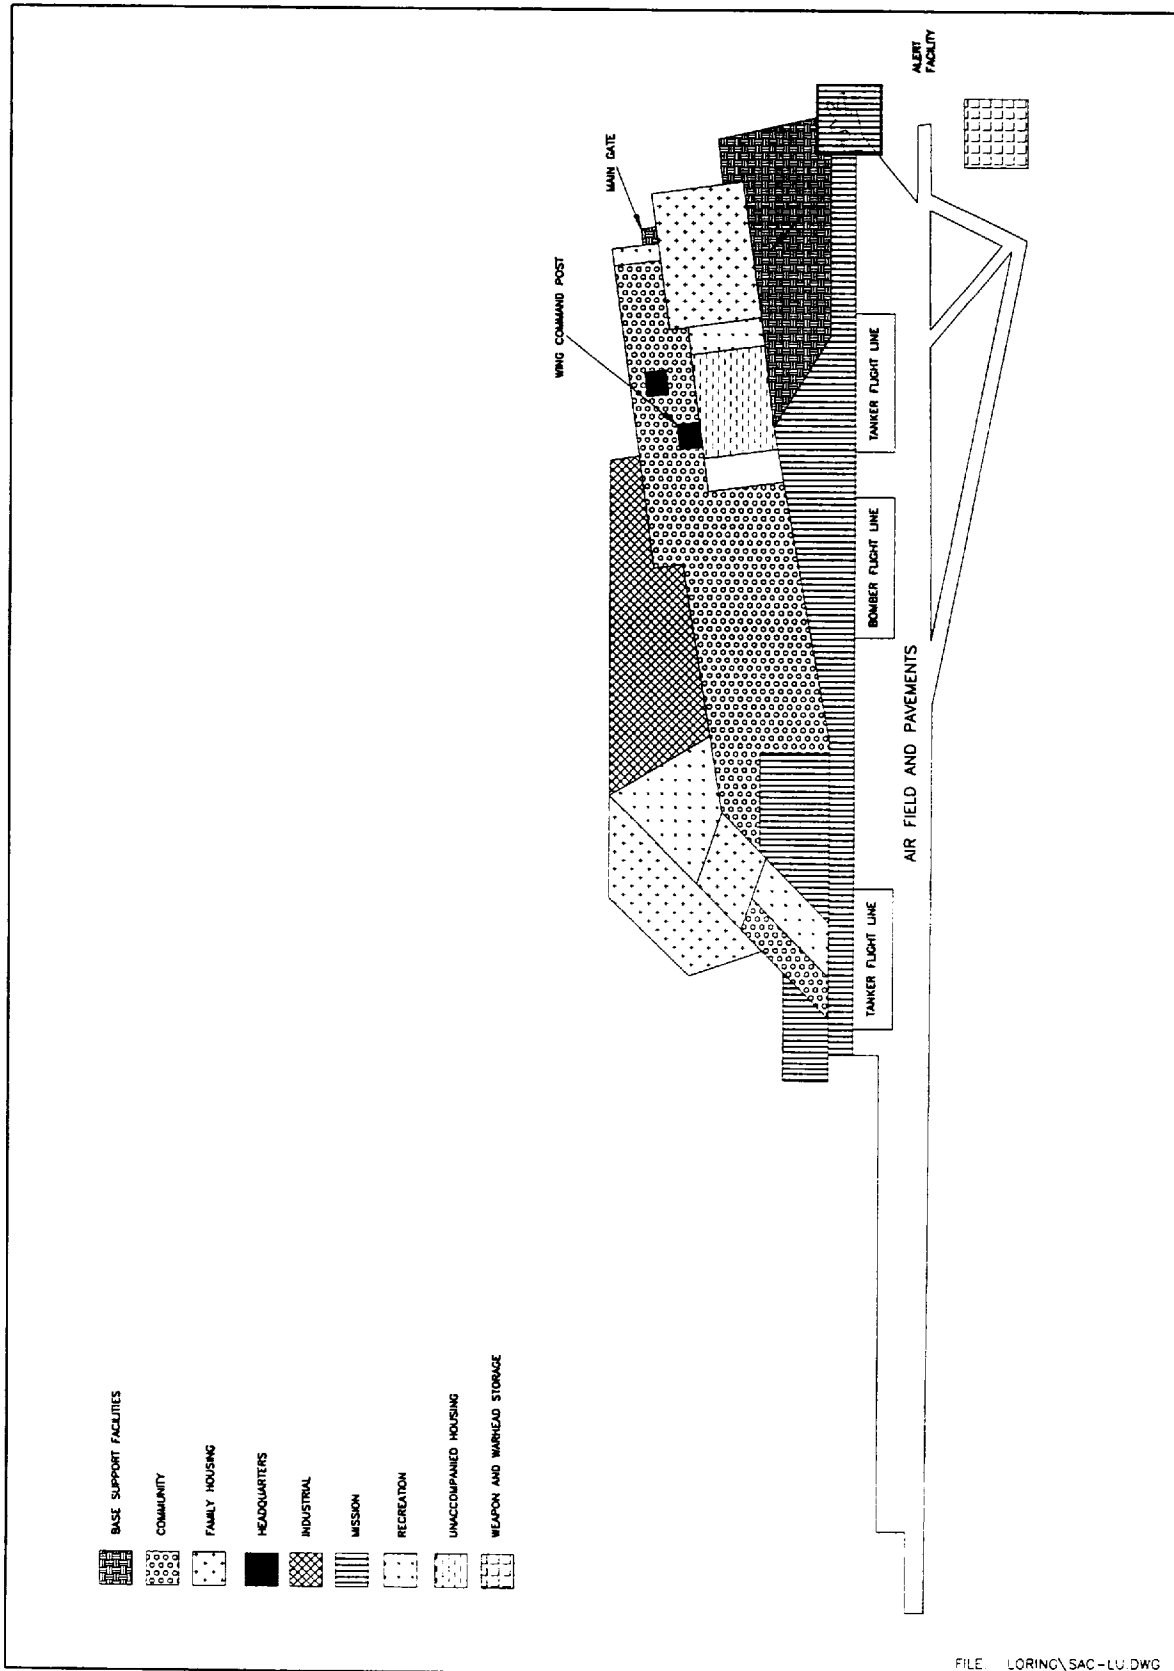 ALERT
FACILITY
MAIN GATE
WING COMMAND POST
TANKER FLIGHT LINE
BOMBER FLIGHT LINE
AIR FIELD AND PAVEMENTS
TANKER FLIGHT LINE
BASE SUPPORT FACILITIES
COMMUNITY
FAMILY HOUSING
HEADQUARTERS
INDUSTRIAL
MISSION
RECREATION
UNACCOMPANIED HOUSING
WEAPON AND WARHEAD STORAGE
FILE: LORING\SAC-LU.DWG